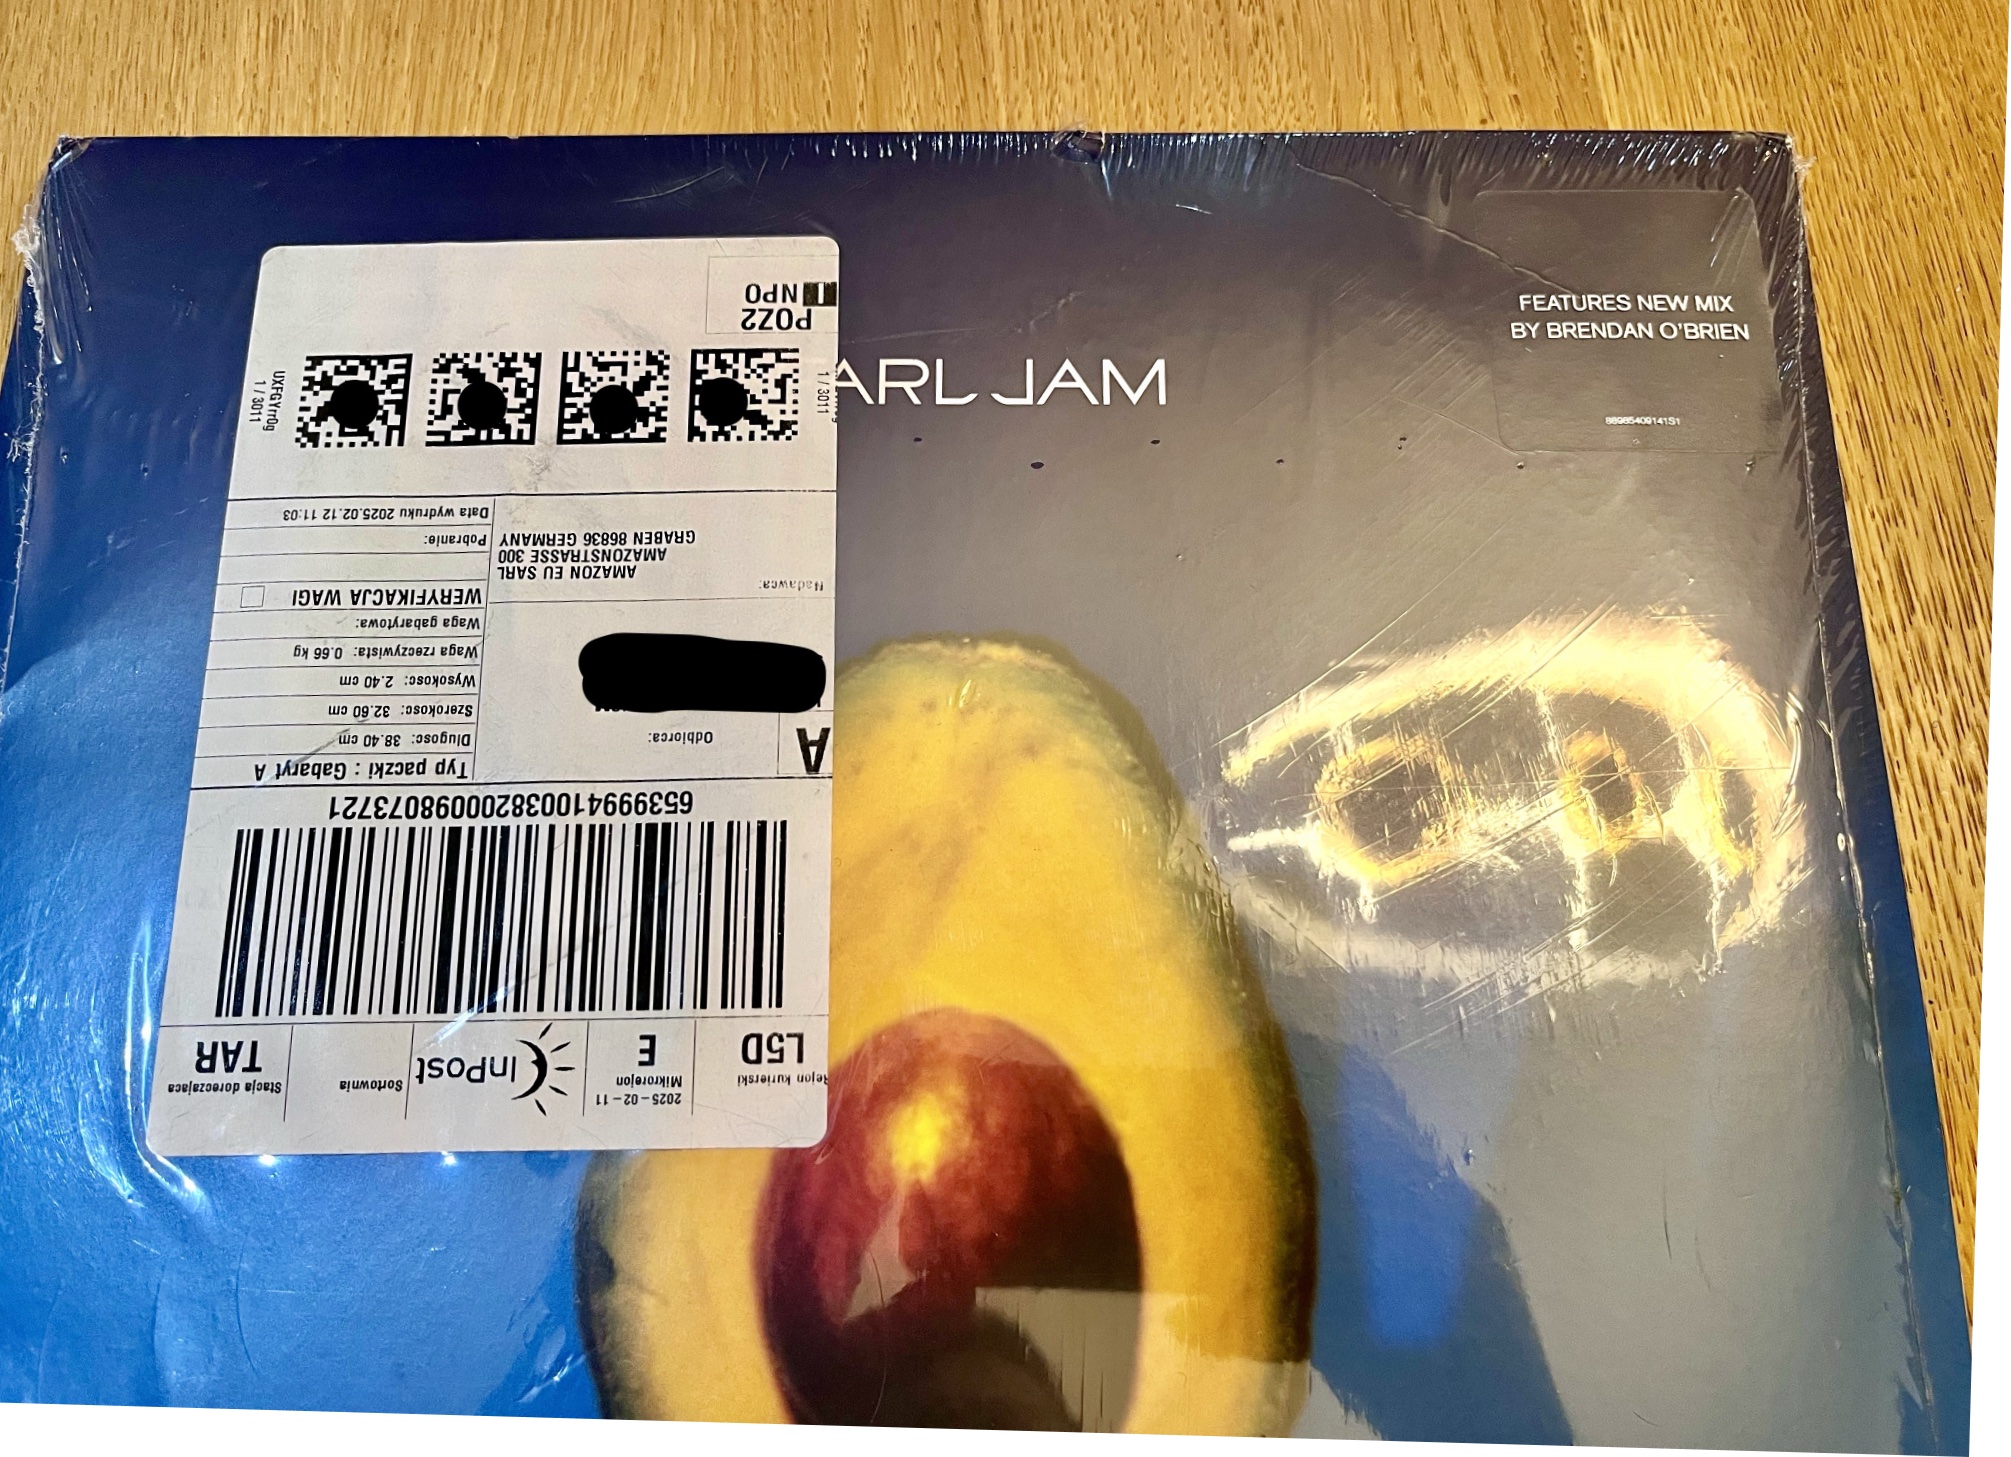 ARL JAM
FEATURES NEW MIX
BY BRENDAN O'BRIEN
88985409141S1
Rejon kurierski
L5D
2025-02-11
Mikrorejon
E
InPost
Sortownia
Stacja doreczajaca
TAR
653999410038200098073721
A
Odbiorca:
Nadawca:
AMAZON EU SARL
AMAZONSTRASSE 300
GRABEN 86836 GERMANY
Typ paczki : Gabaryt A
Dlugosc: 38.40 cm
Szerokosc: 32.60 cm
Wysokosc: 2.40 cm
Waga rzeczywista: 0.66 kg
Waga gabarytowa:
WERYFIKACJA WAGI
Pobranie:
Data wydruku 2025.02.12 11:03
1 / 3011
UXFGYrr0g
1 / 3011
POZ2
NPO